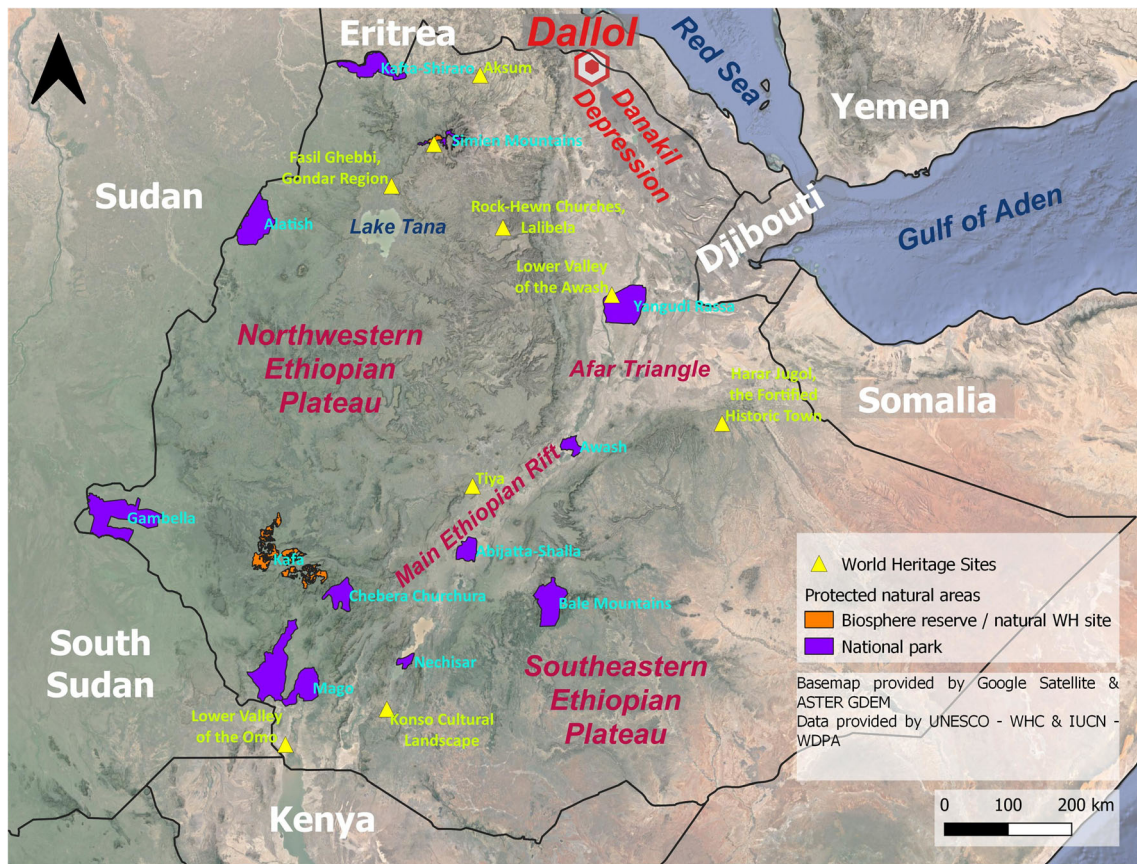 Eritrea
Dallol
Red Sea
Kafta-Shiraro
Aksum
Danakil
Depression
Yemen
Simien Mountains
Fasil Ghebbi,
Gondar Region
Sudan
Alatish
Lake Tana
Rock-Hewn Churches,
Lalibela
Djibouti
Gulf of Aden
Lower Valley
of the Awash
Yangudi Rassa
Northwestern
Ethiopian
Plateau
Afar Triangle
Harar Jugol,
the Fortified
Historic Town
Somalia
Awash
Main Ethiopian Rift
Tiya
Gambella
Kafa
Abijatta-Shalla
Chebera Churchura
Bale Mountains
South
Sudan
Nechisar
Mago
Southeastern
Ethiopian
Plateau
Lower Valley
of the Omo
Konso Cultural
Landscape
Kenya
World Heritage Sites
Protected natural areas
Biosphere reserve / natural WH site
National park
Basemap provided by Google Satellite &
ASTER GDEM
Data provided by UNESCO - WHC & IUCN -
WDPA
0 100 200 km